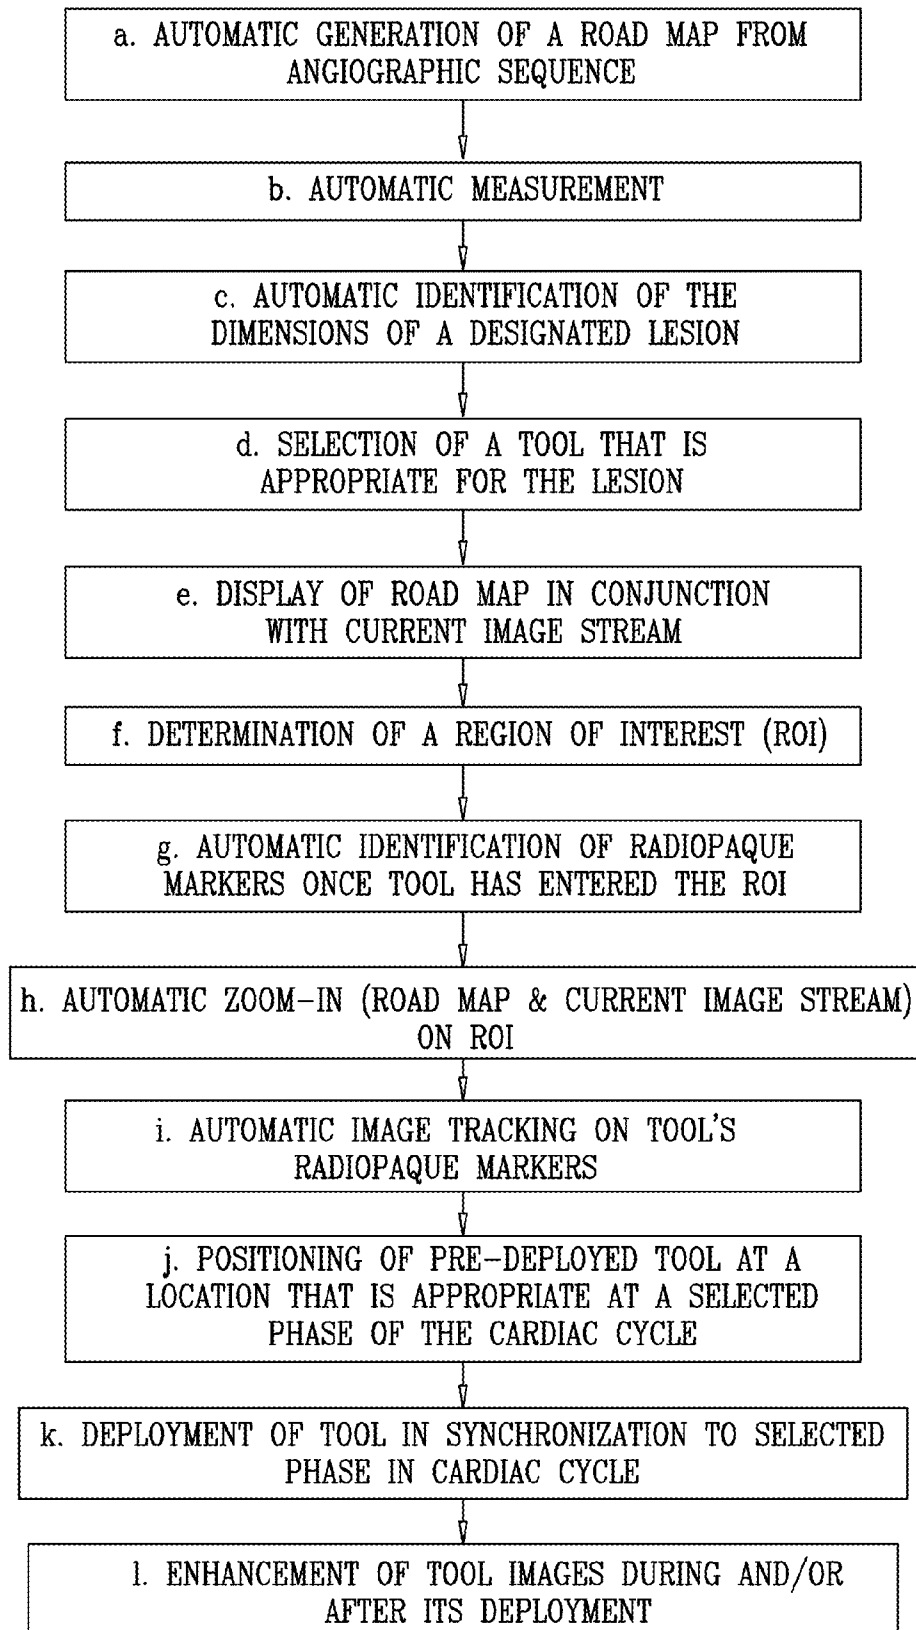 a. AUTOMATIC GENERATION OF A ROAD MAP FROM
ANGIOGRAPHIC SEQUENCE
b. AUTOMATIC MEASUREMENT
c. AUTOMATIC IDENTIFICATION OF THE
DIMENSIONS OF A DESIGNATED LESION
d. SELECTION OF A TOOL THAT IS
APPROPRIATE FOR THE LESION
e. DISPLAY OF ROAD MAP IN CONJUNCTION
WITH CURRENT IMAGE STREAM
f. DETERMINATION OF A REGION OF INTEREST (ROI)
g. AUTOMATIC IDENTIFICATION OF RADIOPAQUE
MARKERS ONCE TOOL HAS ENTERED THE ROI
h. AUTOMATIC ZOOM-IN (ROAD MAP & CURRENT IMAGE STREAM)
ON ROI
i. AUTOMATIC IMAGE TRACKING ON TOOL'S
RADIOPAQUE MARKERS
j. POSITIONING OF PRE-DEPLOYED TOOL AT A
LOCATION THAT IS APPROPRIATE AT A SELECTED
PHASE OF THE CARDIAC CYCLE
k. DEPLOYMENT OF TOOL IN SYNCHRONIZATION TO SELECTED
PHASE IN CARDIAC CYCLE
l. ENHANCEMENT OF TOOL IMAGES DURING AND/OR
AFTER ITS DEPLOYMENT